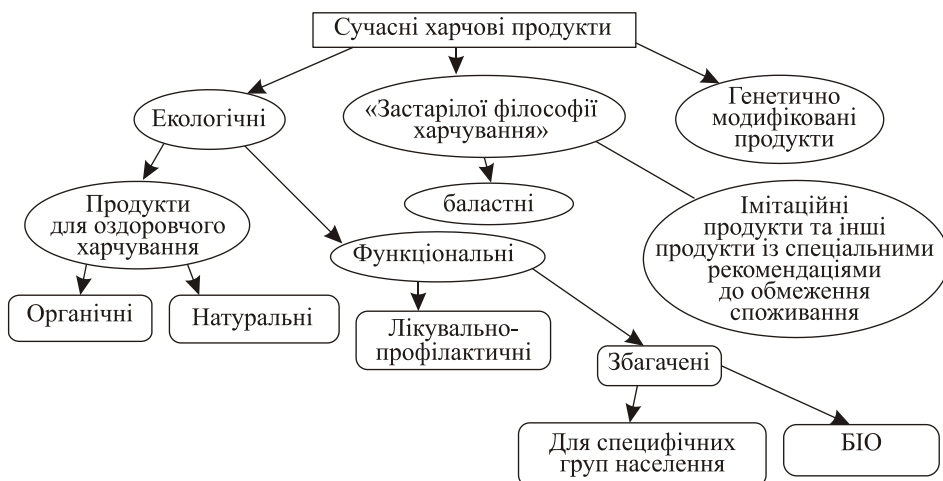 Сучасні харчові продукти
Екологічні
«Застарілої філософії
харчування»
Генетично
модифіковані
продукти
Продукти
для оздоровчого
харчування
баластні
Функціональні
Імітаційні
продукти та інші
продукти із спеціальними
рекомендаціями
до обмеження
споживання
Органічні
Натуральні
Лікувально-
профілактичні
Збагачені
Для специфічних
груп населення
БІО